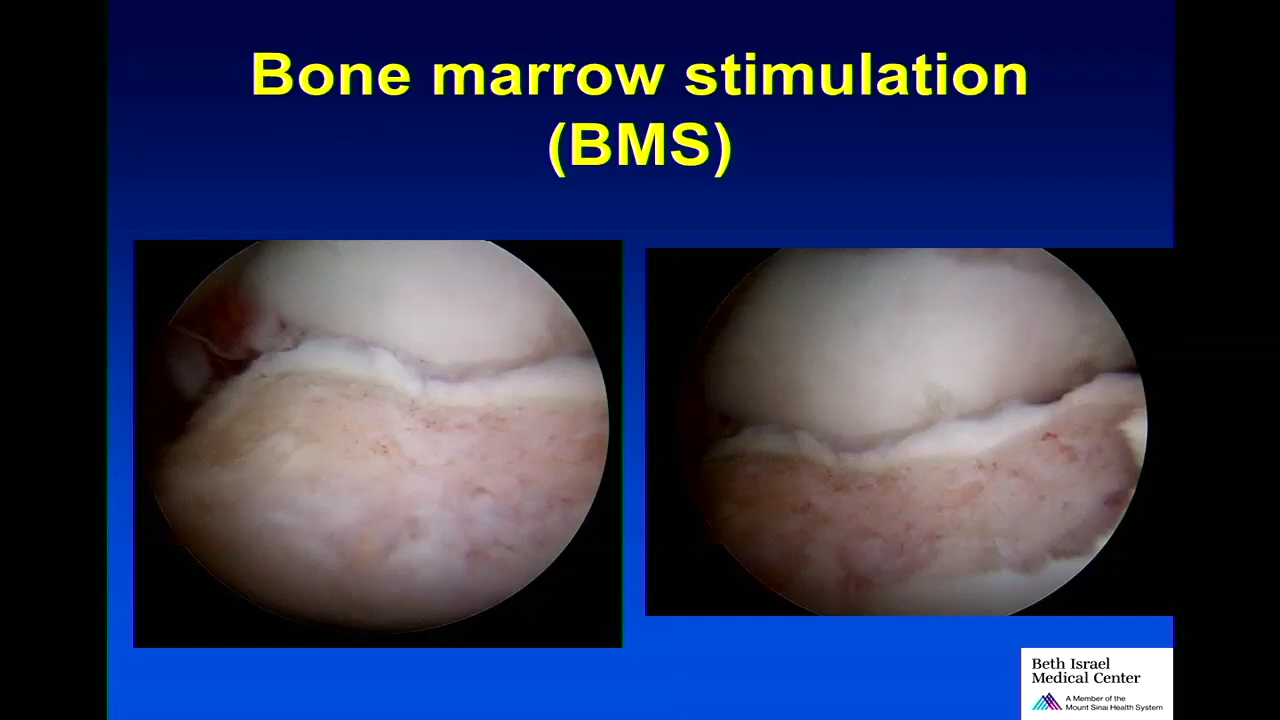 Bone marrow stimulation
(BMS)
Beth Israel
Medical Center
A Member of the
Mount Sinai Health System